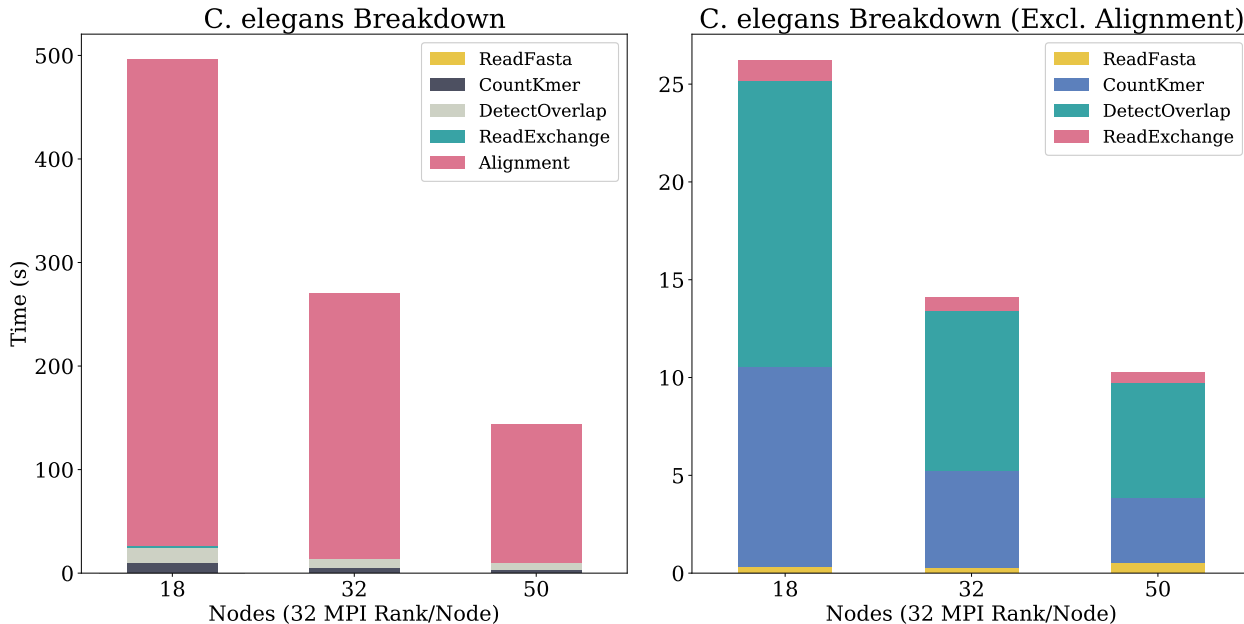 C. elegans Breakdown
500
400
300
200
100
0
Time (s)
ReadFasta
CountKmer
DetectOverlap
ReadExchange
Alignment
18 32 50
Nodes (32 MPI Rank/Node)
C. elegans Breakdown (Excl. Alignment)
25
20
15
10
5
0
ReadFasta
CountKmer
DetectOverlap
ReadExchange
18 32 50
Nodes (32 MPI Rank/Node)